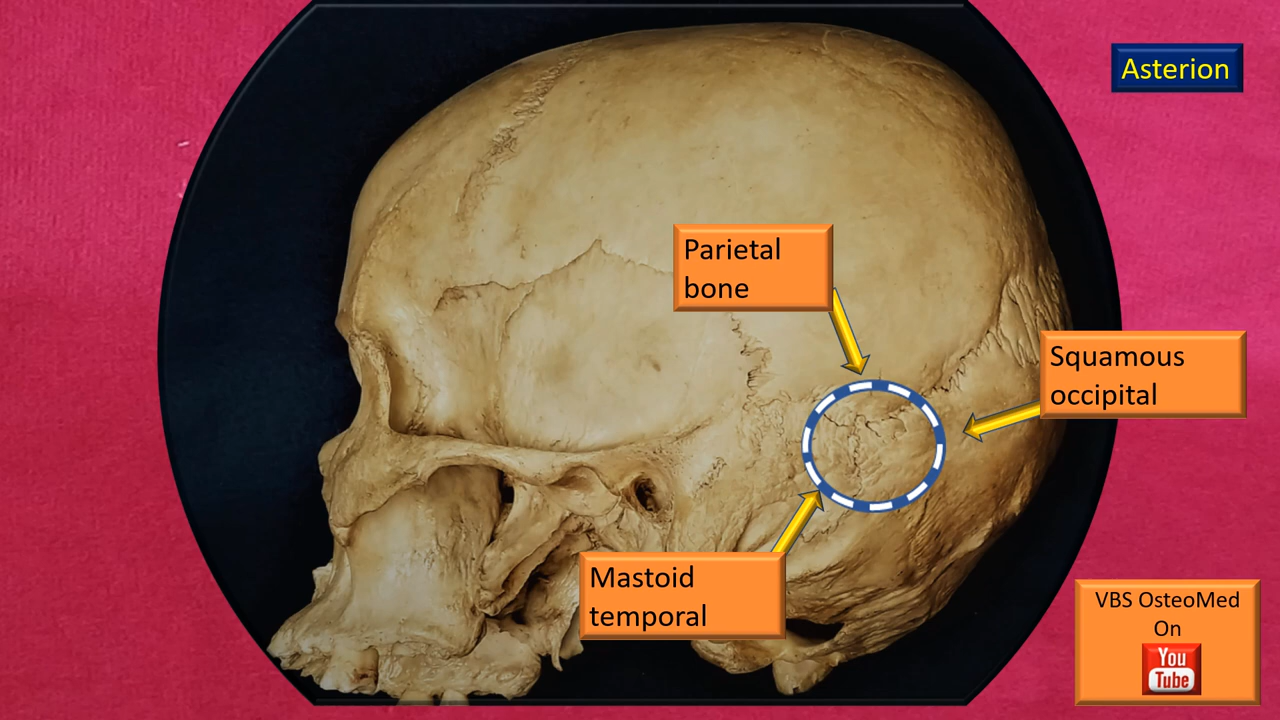 Asterion
Parietal
bone
Squamous
occipital
Mastoid
temporal
VBS OsteoMed
On
You
Tube